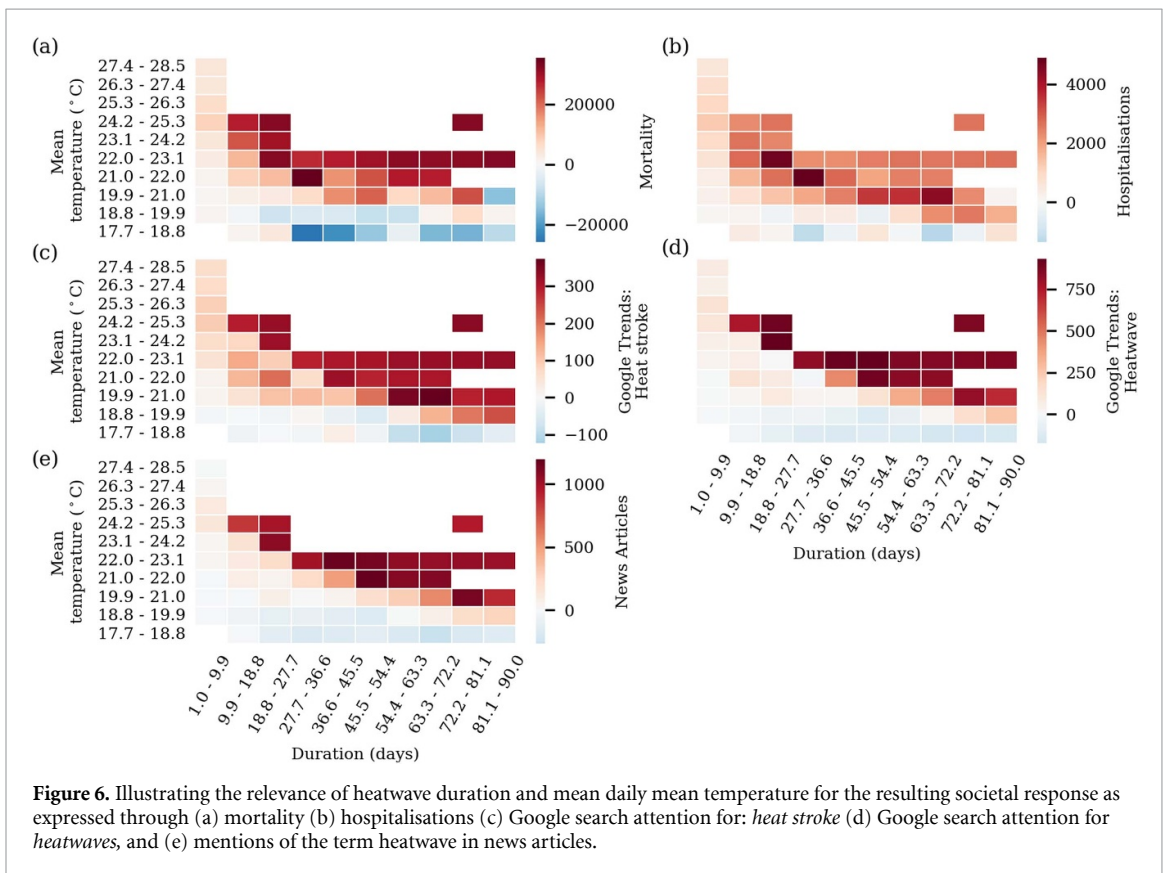 (a)
27.4 - 28.5
26.3 - 27.4
25.3 - 26.3
24.2 - 25.3
23.1 - 24.2
22.0 - 23.1
21.0 - 22.0
19.9 - 21.0
18.8 - 19.9
17.7 - 18.8
Mean
temperature (°C)
20000
0
−20000
Mortality
(b)
4000
2000
0
Hospitalisations
(c)
27.4 - 28.5
26.3 - 27.4
25.3 - 26.3
24.2 - 25.3
23.1 - 24.2
22.0 - 23.1
21.0 - 22.0
19.9 - 21.0
18.8 - 19.9
17.7 - 18.8
Mean
temperature (°C)
300
200
100
0
−100
Google Trends:
Heat stroke
(d)
750
500
250
0
Google Trends:
Heatwave
1.0 - 9.9
9.9 - 18.8
18.8 - 27.7
27.7 - 36.6
36.6 - 45.5
45.5 - 54.4
54.4 - 63.3
63.3 - 72.2
72.2 - 81.1
81.1 - 90.0
Duration (days)
(e)
27.4 - 28.5
26.3 - 27.4
25.3 - 26.3
24.2 - 25.3
23.1 - 24.2
22.0 - 23.1
21.0 - 22.0
19.9 - 21.0
18.8 - 19.9
17.7 - 18.8
Mean
temperature (°C)
1000
500
0
News Articles
1.0 - 9.9
9.9 - 18.8
18.8 - 27.7
27.7 - 36.6
36.6 - 45.5
45.5 - 54.4
54.4 - 63.3
63.3 - 72.2
72.2 - 81.1
81.1 - 90.0
Duration (days)
Figure 6. Illustrating the relevance of heatwave duration and mean daily mean temperature for the resulting societal response as
expressed through (a) mortality (b) hospitalisations (c) Google search attention for: heat stroke (d) Google search attention for
heatwaves, and (e) mentions of the term heatwave in news articles.